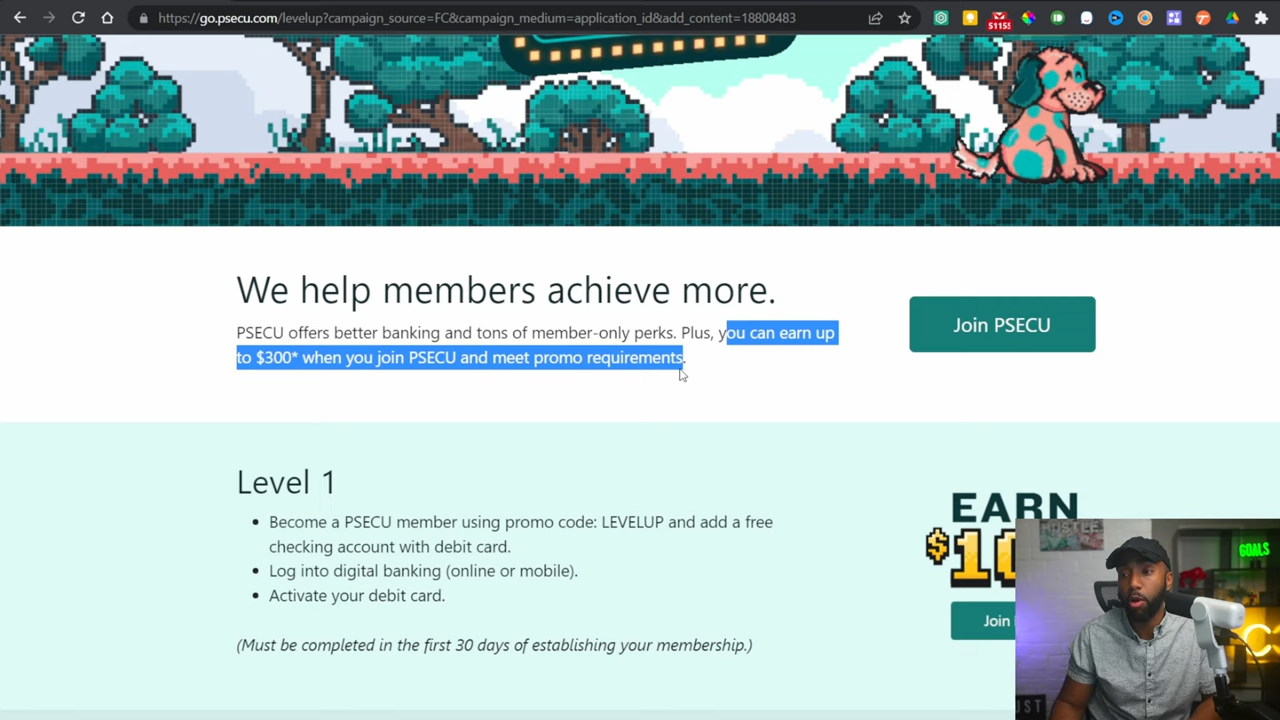 https://go.psecu.com/levelup?campaign_source=FC&campaign_medium=application_id&add_content=18808483
We help members achieve more.
PSECU offers better banking and tons of member-only perks. Plus, you can earn up
to $300* when you join PSECU and meet promo requirements.
Join PSECU
Level 1
Become a PSECU member using promo code: LEVELUP and add a free
checking account with debit card.
Log into digital banking (online or mobile).
Activate your debit card.
(Must be completed in the first 30 days of establishing your membership.)
EARN
$10
Join
HUSTLE
GOALS